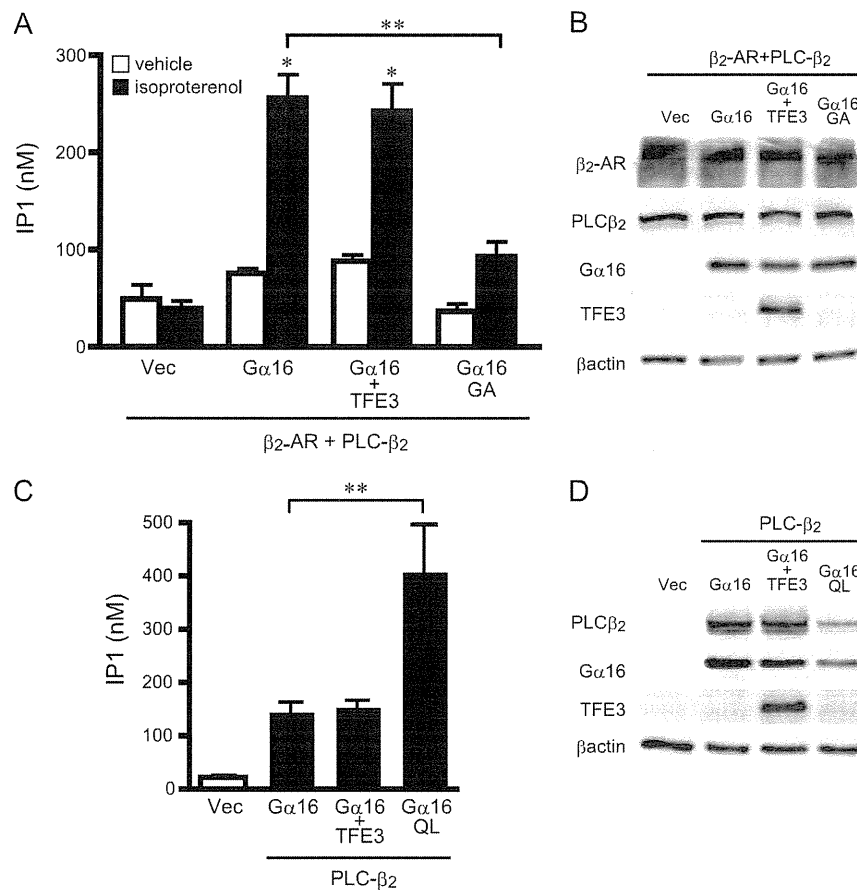 A
300
200
100
0
IP1 (nM)
vehicle
isoproterenol
*
*
**
Vec
Gα16
Gα16
+
TFE3
Gα16
GA
β2-AR + PLC-β2
B
β2-AR+PLC-β2
Vec
Gα16
Gα16
+
TFE3
Gα16
GA
β2-AR
PLCβ2
Gα16
TFE3
βactin
C
500
400
300
200
100
0
IP1 (nM)
**
Vec
Gα16
Gα16
+
TFE3
Gα16
QL
PLC-β2
D
PLC-β2
Vec
Gα16
Gα16
+
TFE3
Gα16
QL
PLCβ2
Gα16
TFE3
βactin